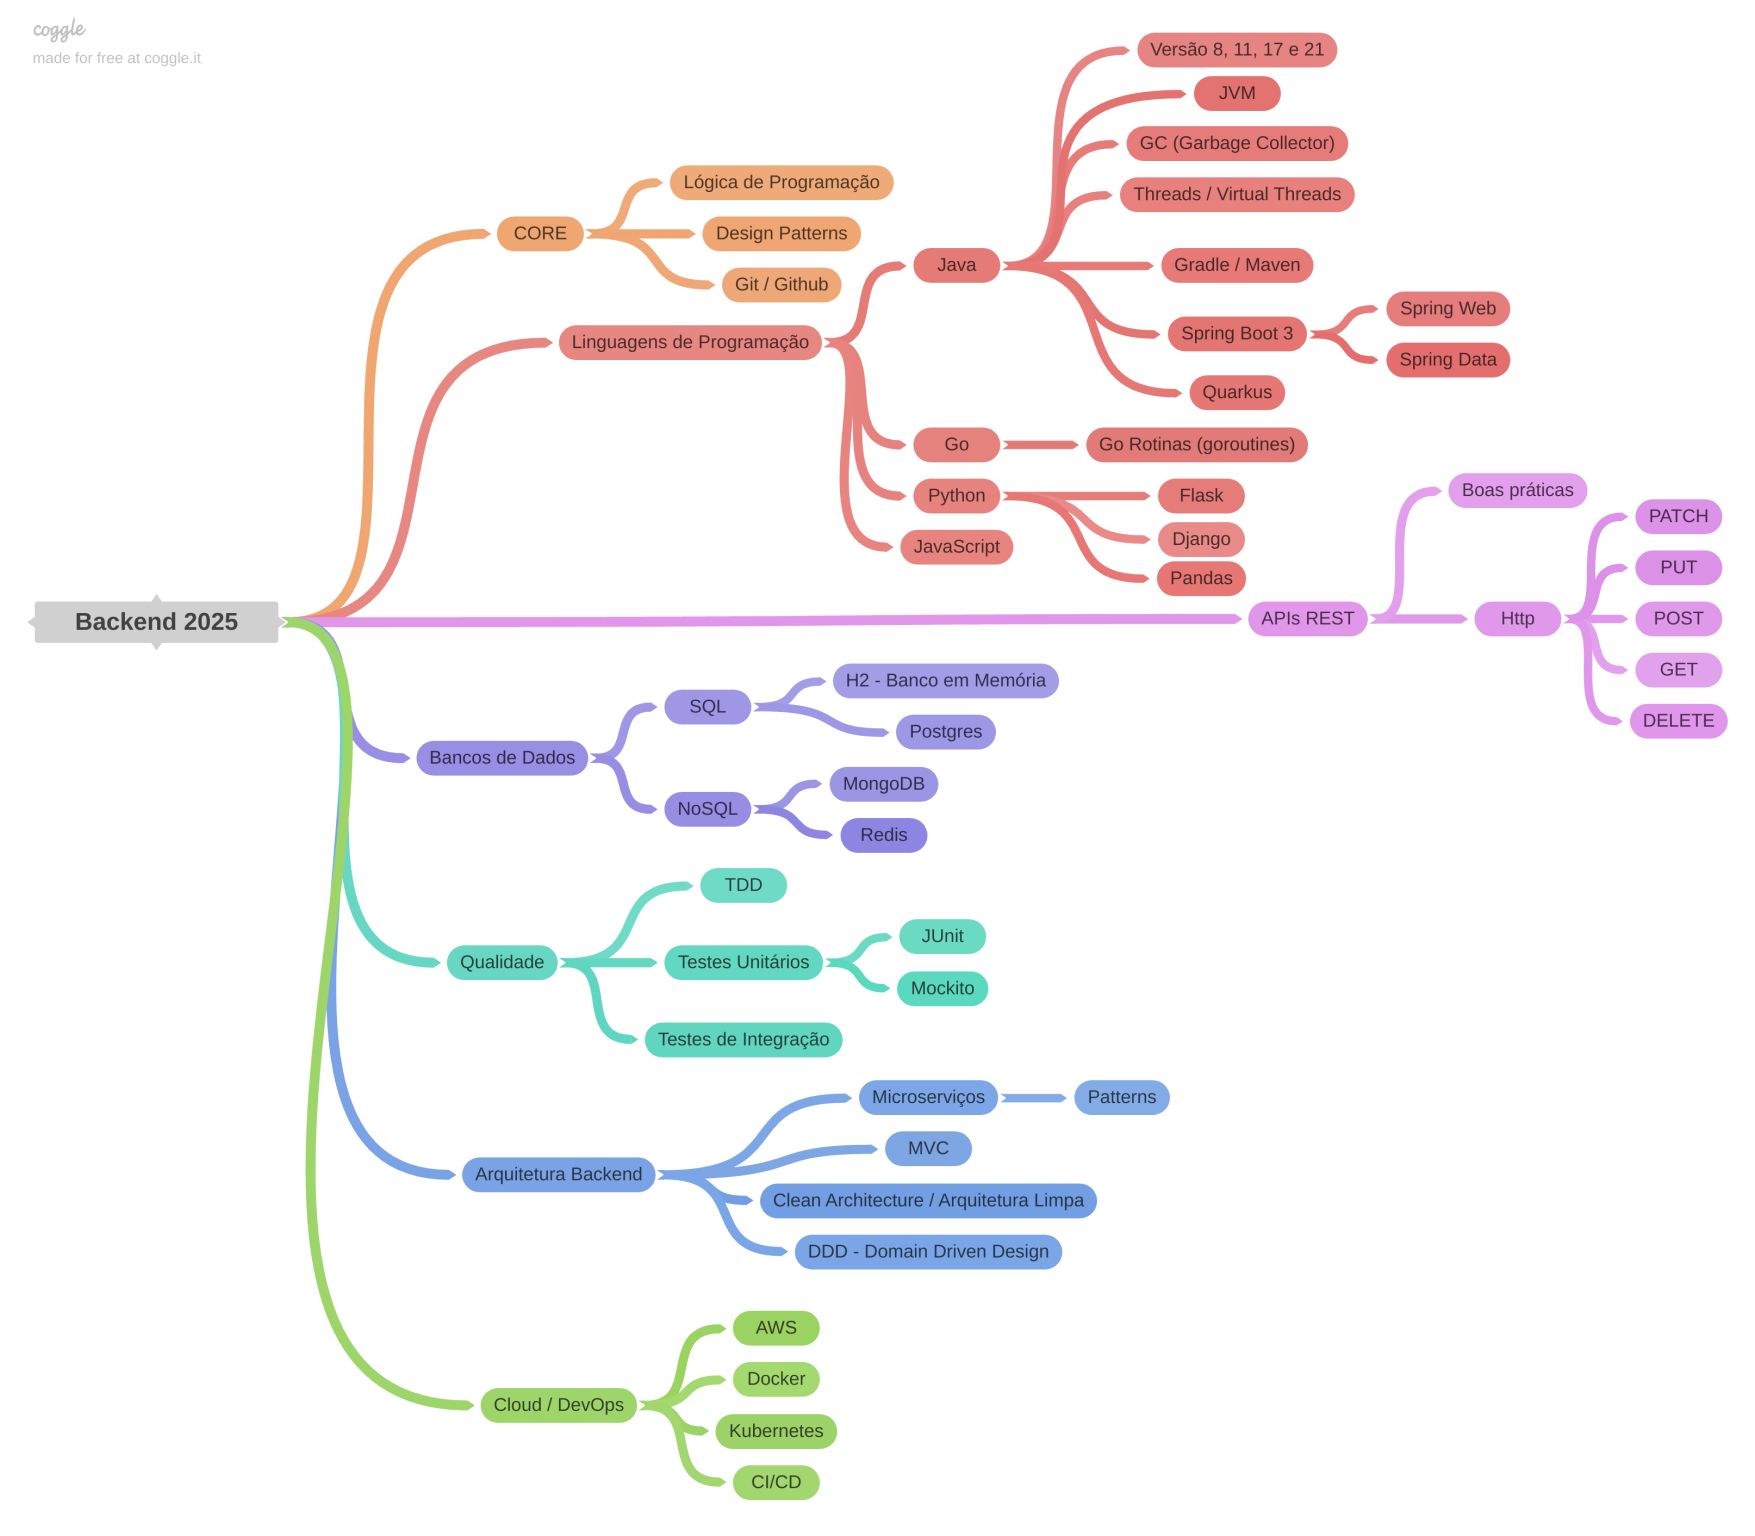 coggle
made for free at coggle.it
Backend 2025
CORE
Lógica de Programação
Design Patterns
Git / Github
Linguagens de Programação
Java
Versão 8, 11, 17 e 21
JVM
GC (Garbage Collector)
Threads / Virtual Threads
Gradle / Maven
Spring Boot 3
Spring Web
Spring Data
Quarkus
Go
Go Rotinas (goroutines)
Python
Flask
Django
Pandas
JavaScript
APIs REST
Boas práticas
Http
PATCH
PUT
POST
GET
DELETE
Bancos de Dados
SQL
H2 - Banco em Memória
Postgres
NoSQL
MongoDB
Redis
Qualidade
TDD
Testes Unitários
JUnit
Mockito
Testes de Integração
Arquitetura Backend
Microserviços
Patterns
MVC
Clean Architecture / Arquitetura Limpa
DDD - Domain Driven Design
Cloud / DevOps
AWS
Docker
Kubernetes
CI/CD